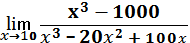 lim x→10 x³ − 1000 / x³ − 20x² + 100x